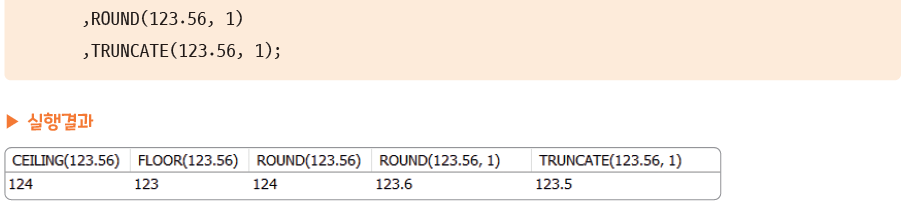 ,ROUND(123.56, 1)
,TRUNCATE(123.56, 1);
▶ 실행결과
CEILING(123.56) FLOOR(123.56) ROUND(123.56) ROUND(123.56, 1) TRUNCATE(123.56, 1)
124 123 124 123.6 123.5